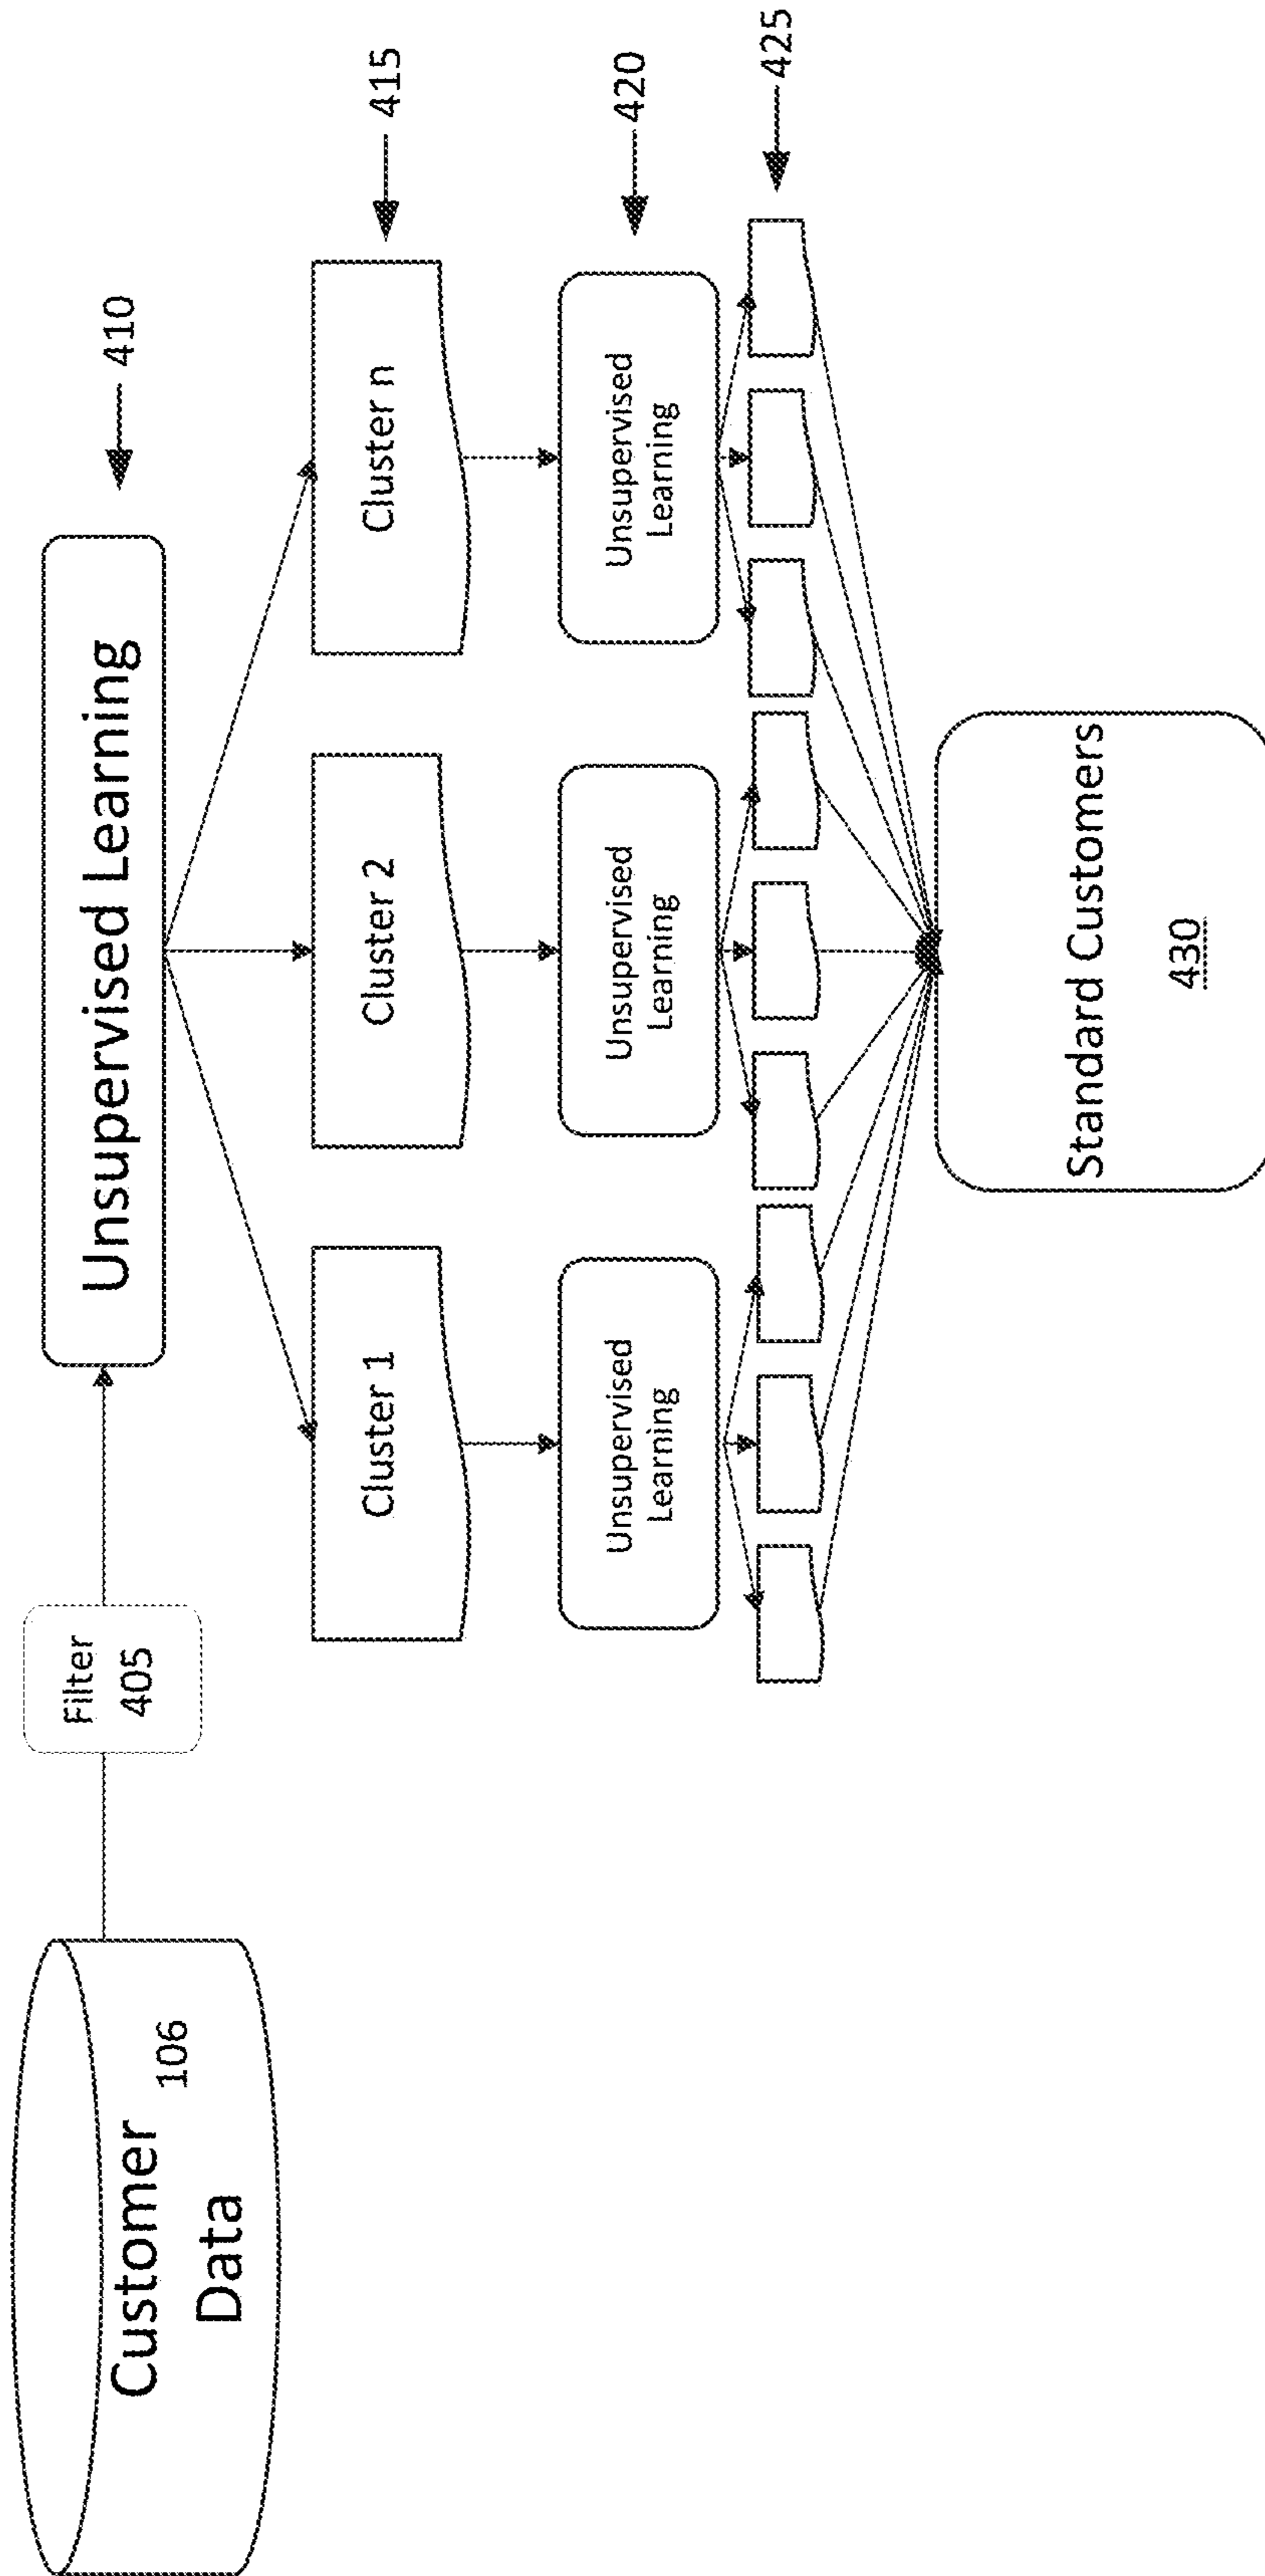 Customer
Data
106
Filter
405
Unsupervised Learning
410
Cluster 1
Cluster 2
Cluster n
415
Unsupervised
Learning
Unsupervised
Learning
Unsupervised
Learning
420
425
Standard Customers
430